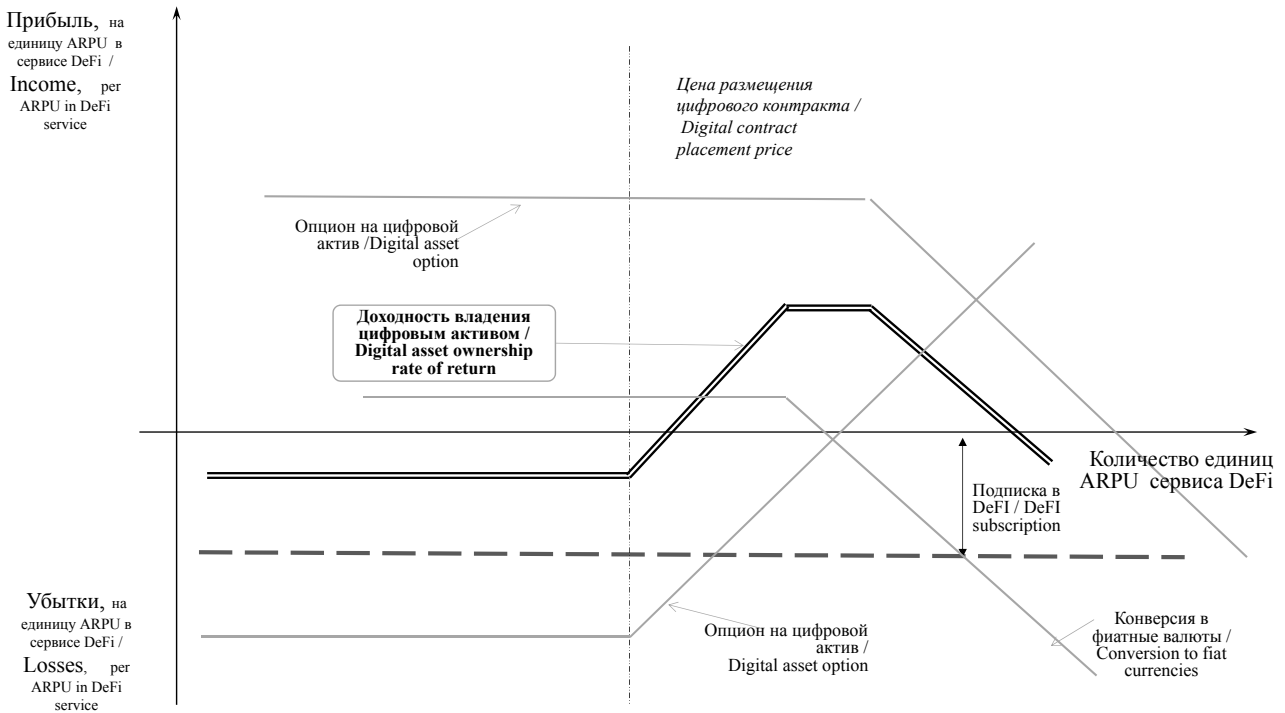 Прибыль, на
единицу ARPU в
сервисе DeFi /
Income, per
ARPU in DeFi
service
Цена размещения
цифрового контракта /
Digital contract
placement price
Опцион на цифровой
актив /Digital asset
option
Доходность владения
цифровым активом /
Digital asset ownership
rate of return
Количество единиц
ARPU сервиса DeFi
Подписка в
DeFI / DeFI
subscription
Убытки, на
единицу ARPU в
сервисе DeFi /
Losses, per
ARPU in DeFi
service
Опцион на цифровой
актив /
Digital asset option
Конверсия в
фиатные валюты /
Conversion to fiat
currencies